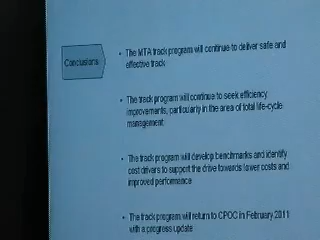 Conclusions
• The MTA track program will continue to deliver safe and
effective track
• The track program will continue to seek efficiency
improvements, particularly in the area of total life-cycle
management
• The track program will develop benchmarks and identify
cost drivers to support the drive towards lower costs and
improved performance
• The track program will return to CPOC in February 2011
with a progress update